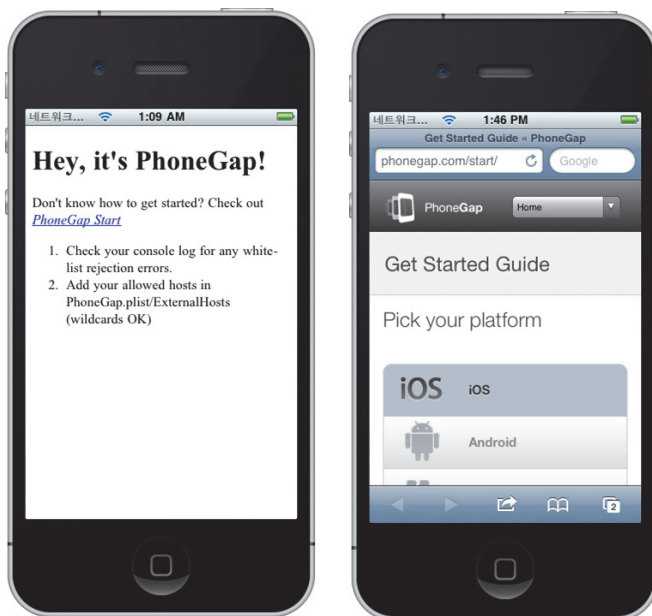 네트워크... 1:09 AM
Hey, it's PhoneGap!
Don't know how to get started? Check out
PhoneGap Start
1. Check your console log for any white-
list rejection errors.
2. Add your allowed hosts in
PhoneGap.plist/ExternalHosts
(wildcards OK)
네트워크... 1:46 PM
Get Started Guide « PhoneGap
phonegap.com/start/ Google
PhoneGap Home
Get Started Guide
Pick your platform
iOS iOS
Android
2